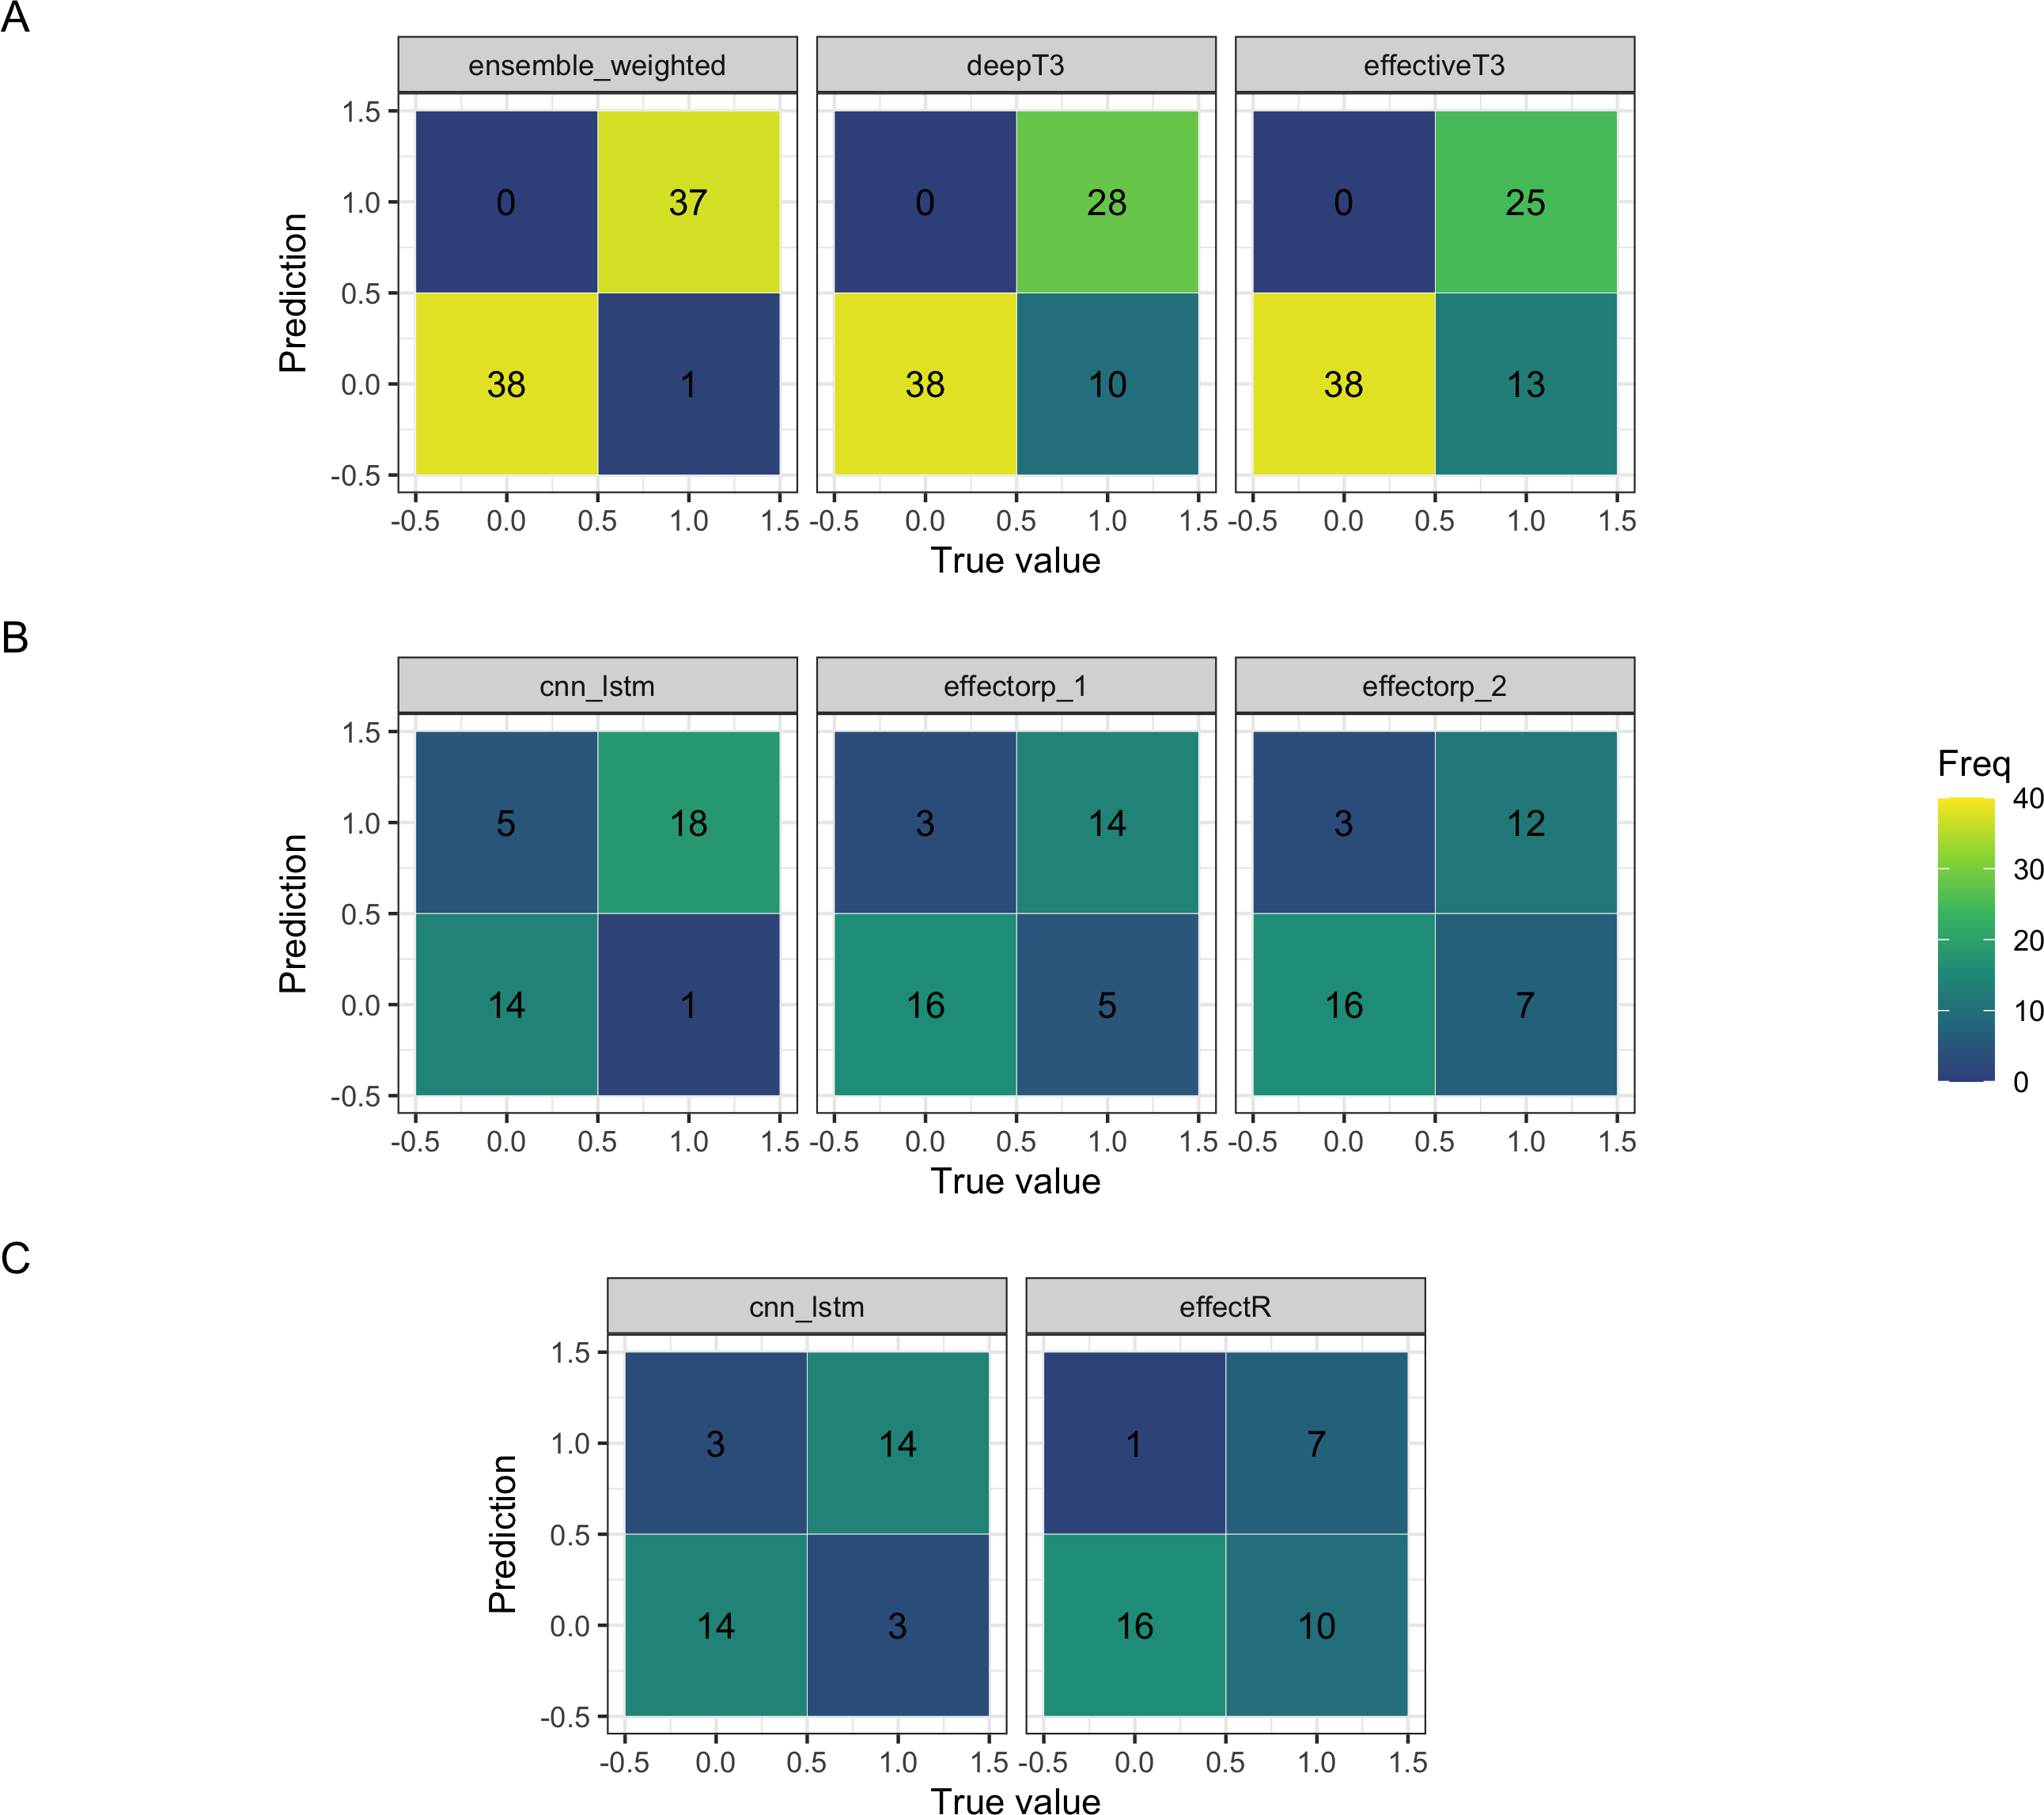 A
ensemble_weighted deepT3 effectiveT3
1.5
1.0 0 37 0 28 0 25
0.5
0.0 38 1 38 10 38 13
-0.5
-0.5 0.0 0.5 1.0 1.5 -0.5 0.0 0.5 1.0 1.5 -0.5 0.0 0.5 1.0 1.5
Prediction
True value
B
cnn_lstm effectorp_1 effectorp_2
1.5
1.0 5 18 3 14 3 12
0.5
0.0 14 1 16 5 16 7
-0.5
-0.5 0.0 0.5 1.0 1.5 -0.5 0.0 0.5 1.0 1.5 -0.5 0.0 0.5 1.0 1.5
Prediction
True value
Freq
40
30
20
10
0
C
cnn_lstm effectR
1.5
1.0 3 14 1 7
0.5
0.0 14 3 16 10
-0.5
-0.5 0.0 0.5 1.0 1.5 -0.5 0.0 0.5 1.0 1.5
Prediction
True value